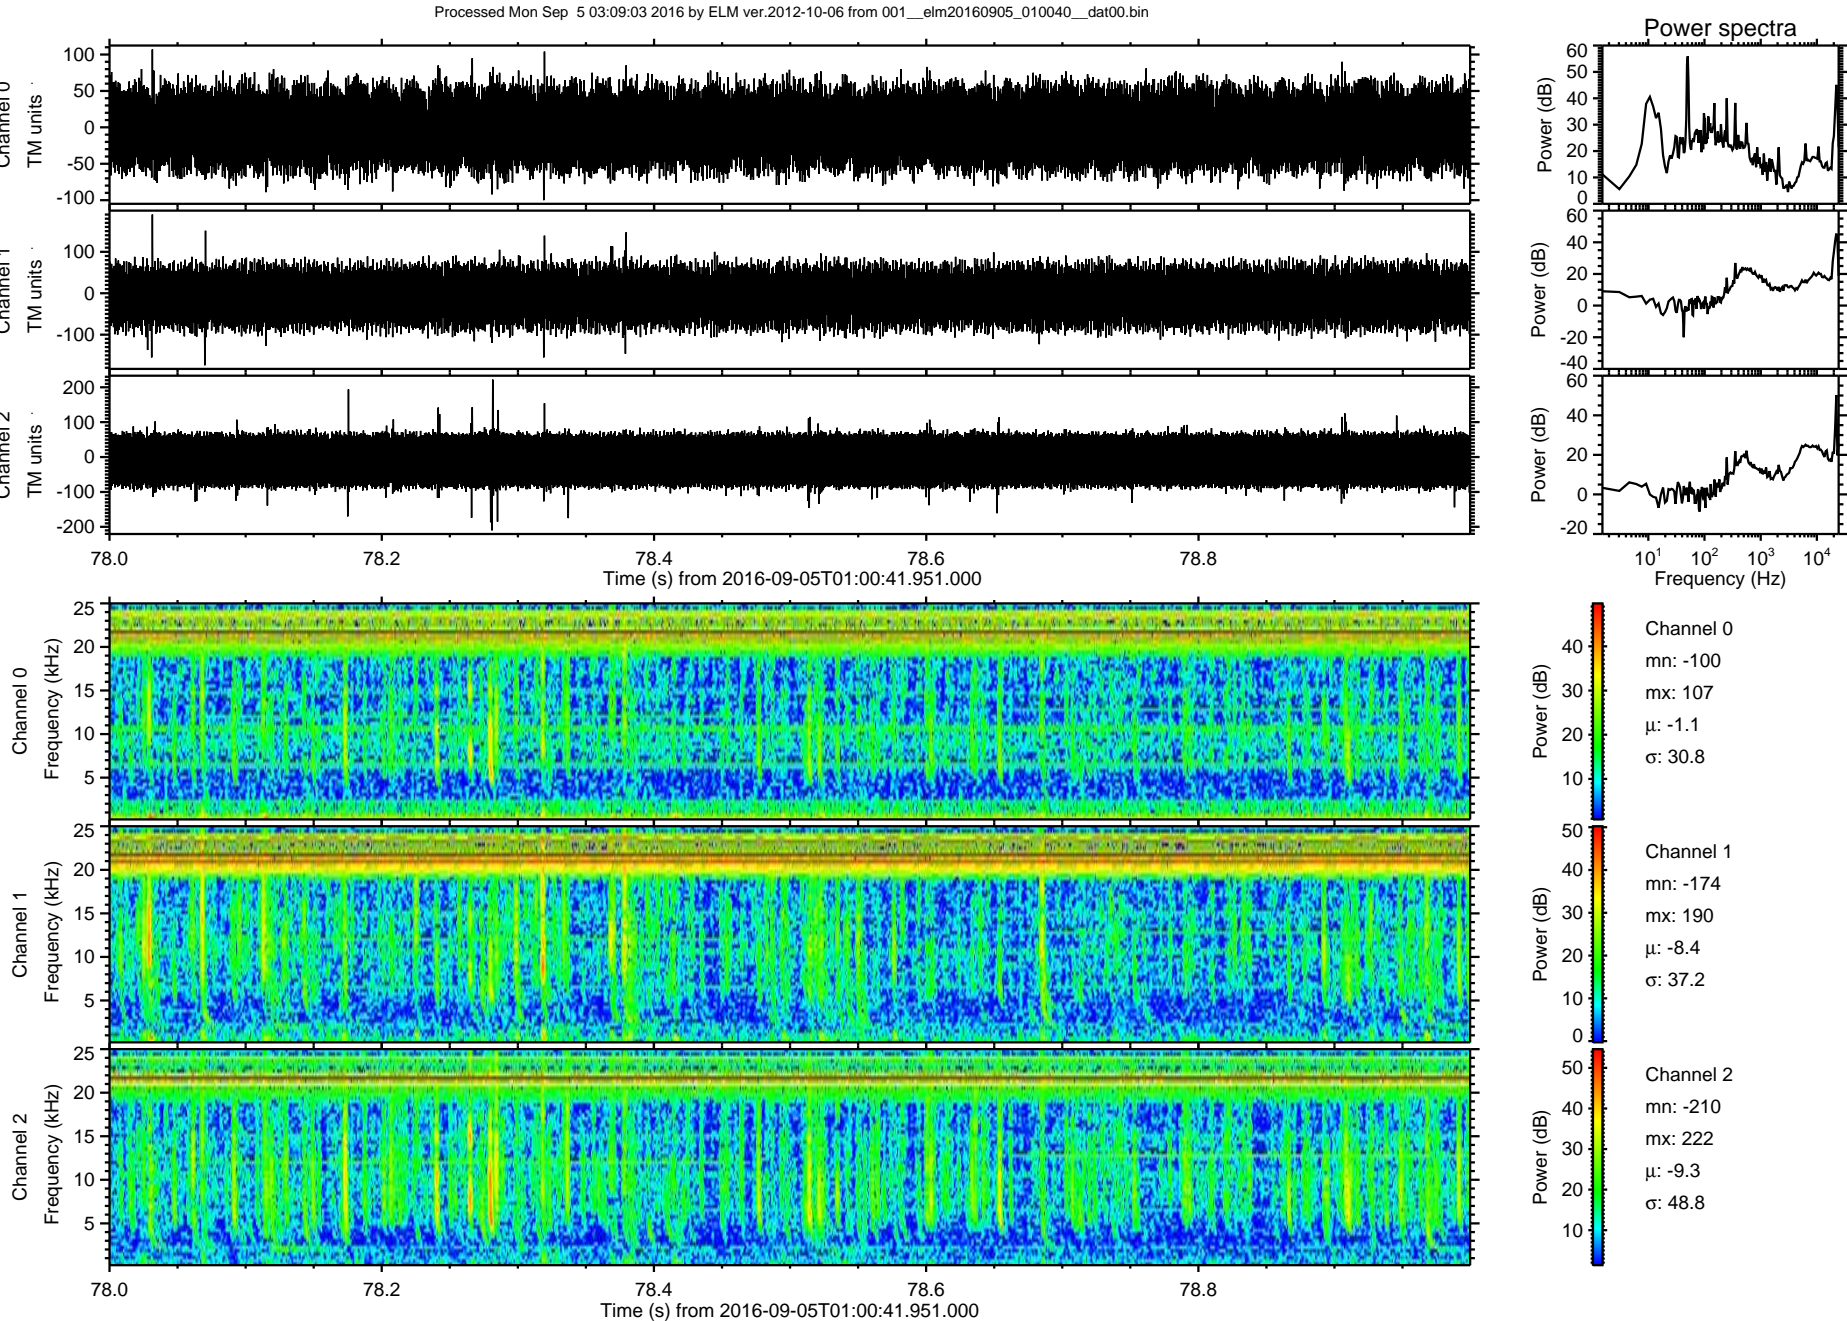 Processed Mon Sep 5 03:09:03 2016 by ELM ver.2012-10-06 from 001__elm20160905_010040__dat00.bin
Power spectra
Channel 0
TM units
100
50
0
-50
-100
Power (dB)
60
50
40
30
20
10
0
Channel 1
TM units
100
0
-100
Power (dB)
60
40
20
0
-20
-40
Channel 2
TM units
200
100
0
-100
-200
Power (dB)
60
40
20
0
-20
78.0 78.2 78.4 78.6 78.8
Time (s) from 2016-09-05T01:00:41.951.000
10¹ 10² 10³ 10⁴
Frequency (Hz)
Channel 0
Frequency (kHz)
25
20
15
10
5
Power (dB)
40
30
20
10
Channel 0
mn: -100
mx: 107
μ: -1.1
σ: 30.8
Channel 1
Frequency (kHz)
25
20
15
10
5
Power (dB)
50
40
30
20
10
0
Channel 1
mn: -174
mx: 190
μ: -8.4
σ: 37.2
Channel 2
Frequency (kHz)
25
20
15
10
5
Power (dB)
50
40
30
20
10
Channel 2
mn: -210
mx: 222
μ: -9.3
σ: 48.8
78.0 78.2 78.4 78.6 78.8
Time (s) from 2016-09-05T01:00:41.951.000